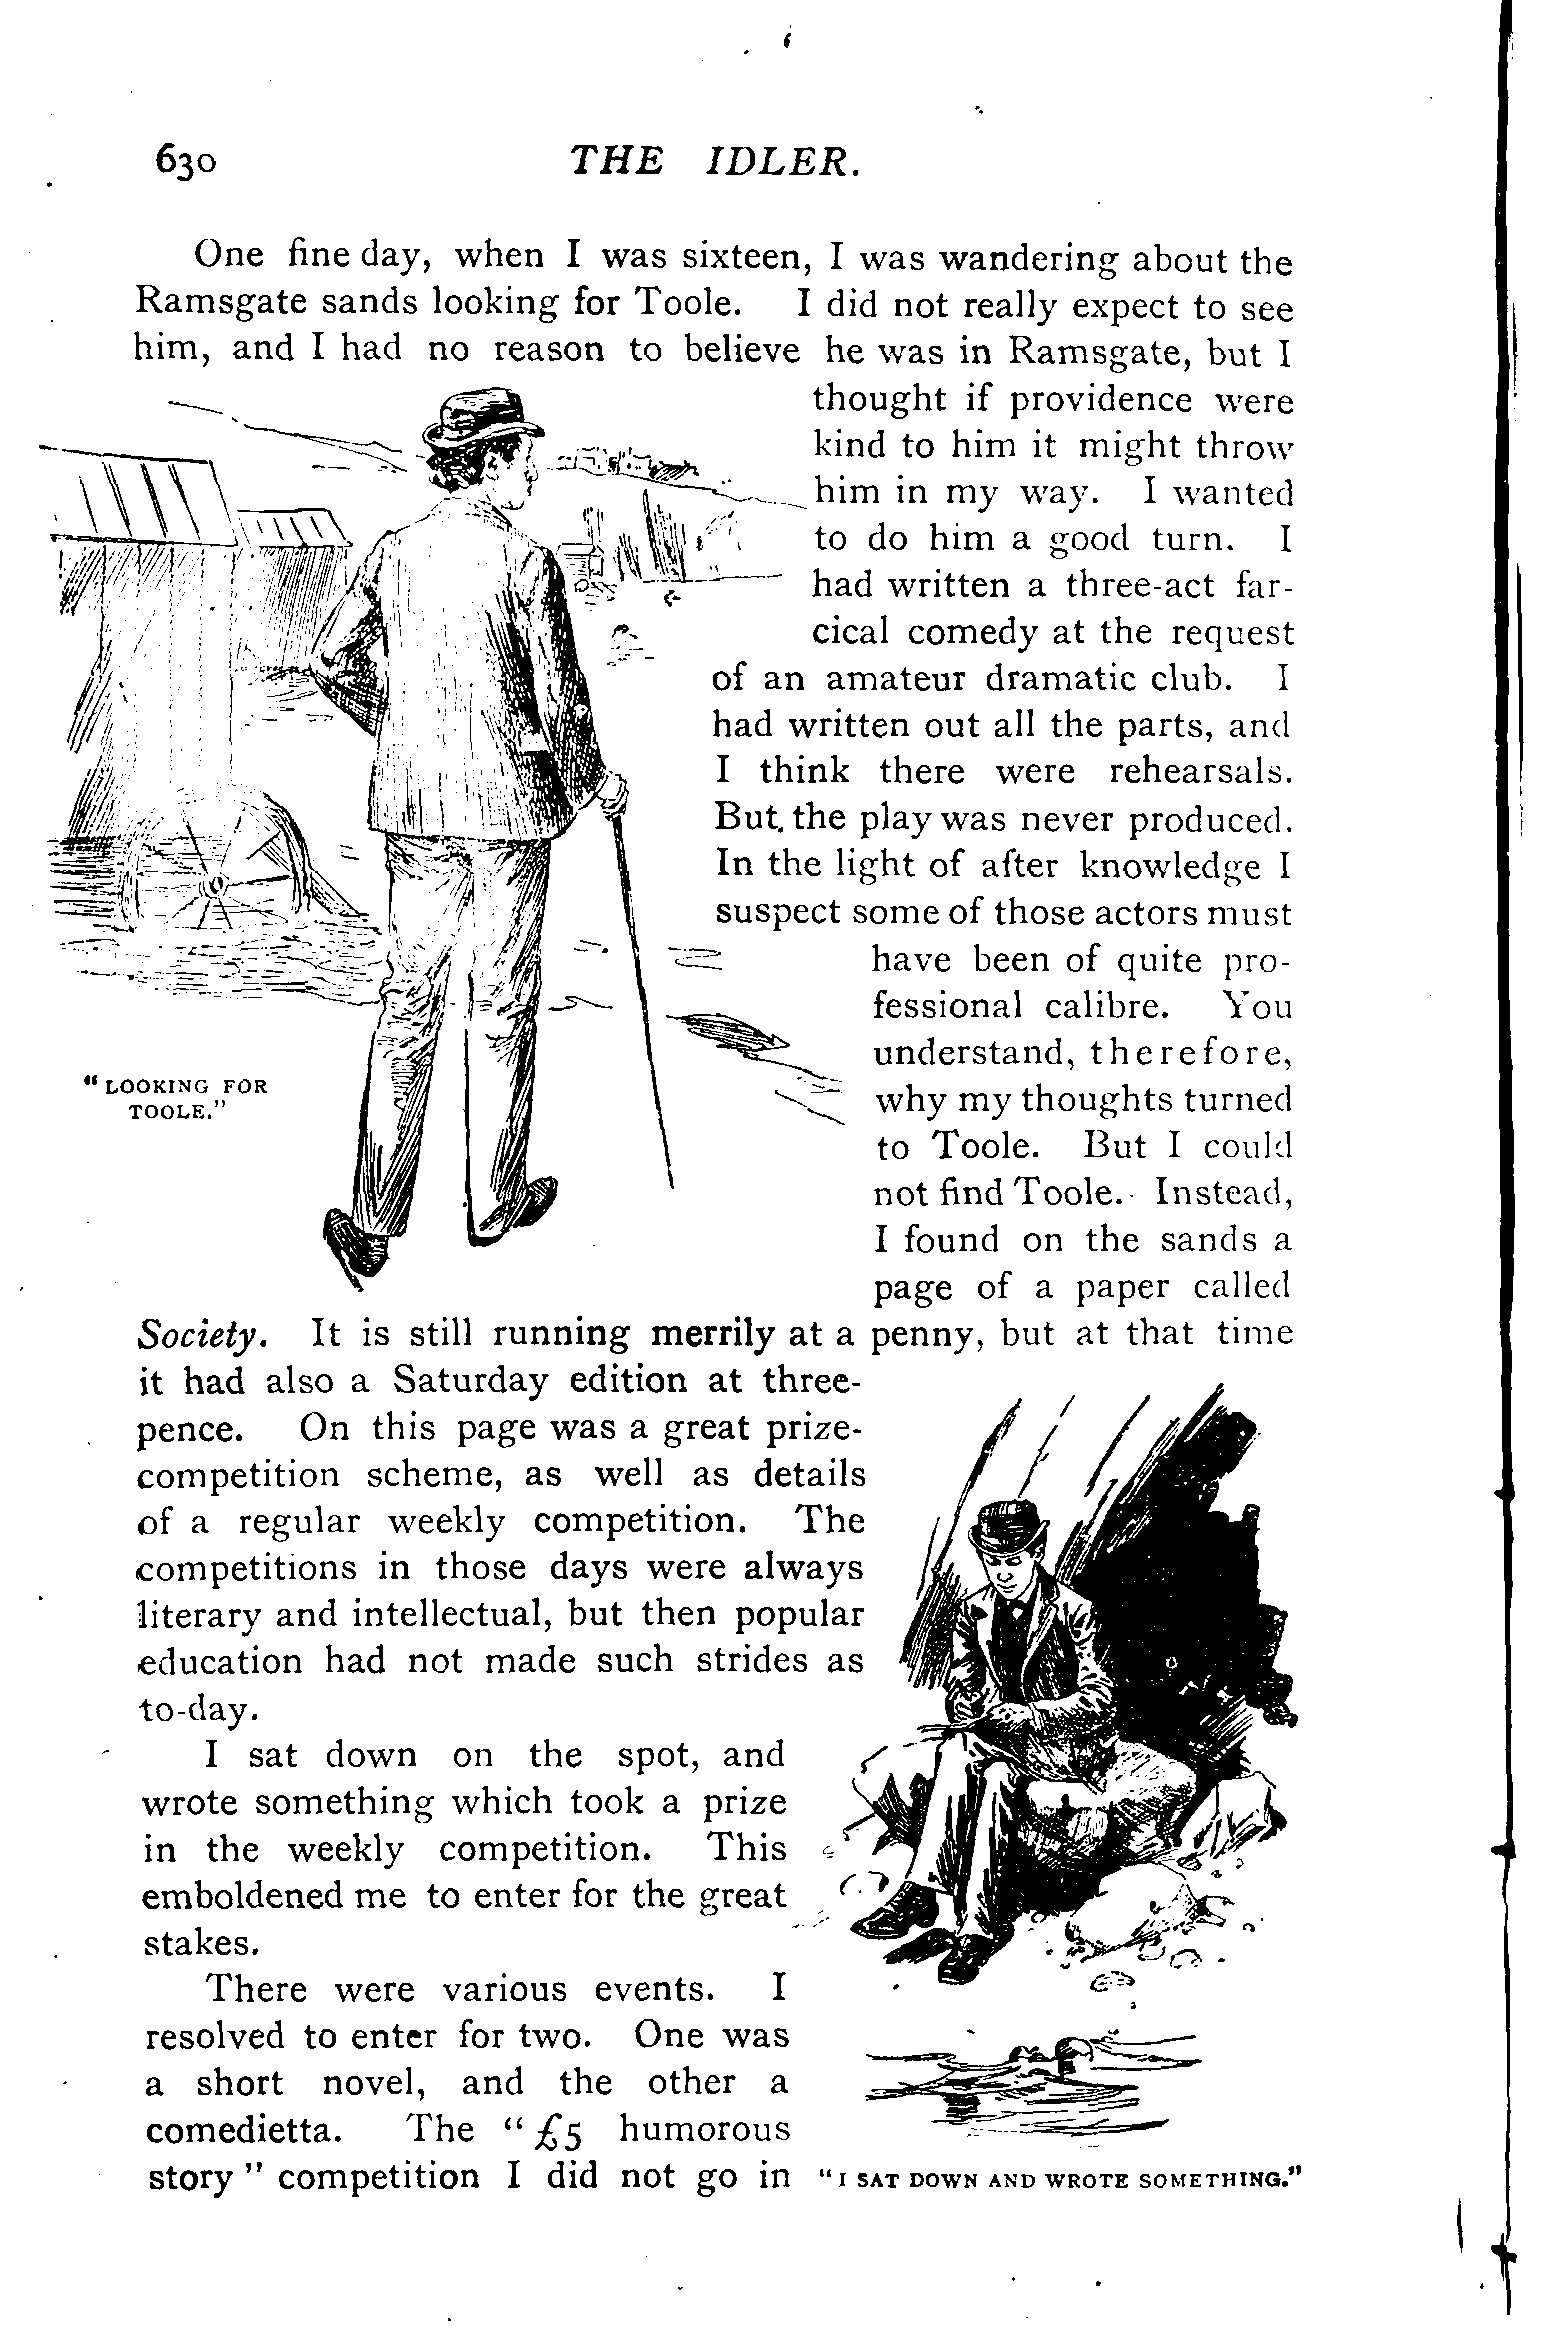 630
THE IDLER.
One fine day, when I was sixteen, I was wandering about the
Ramsgate sands looking for Toole. I did not really expect to see
him, and I had no reason to believe he was in Ramsgate, but I
thought if providence were
kind to him it might throw
him in my way. I wanted
to do him a good turn. I
had written a three-act far-
cical comedy at the request
of an amateur dramatic club. I
had written out all the parts, and
I think there were rehearsals.
But the play was never produced.
In the light of after knowledge I
suspect some of those actors must
have been of quite pro-
fessional calibre. You
understand, therefore,
why my thoughts turned
to Toole. But I could
not find Toole. Instead,
I found on the sands a
page of a paper called
"LOOKING FOR
TOOLE."
Society. It is still running merrily at a penny, but at that time
it had also a Saturday edition at three-
pence. On this page was a great prize-
competition scheme, as well as details
of a regular weekly competition. The
competitions in those days were always
literary and intellectual, but then popular
education had not made such strides as
to-day.
I sat down on the spot, and
wrote something which took a prize
in the weekly competition. This
emboldened me to enter for the great
stakes.
There were various events. I
resolved to enter for two. One was
a short novel, and the other a
comedietta. The "£5 humorous
story" competition I did not go in
"I SAT DOWN AND WROTE SOMETHING."